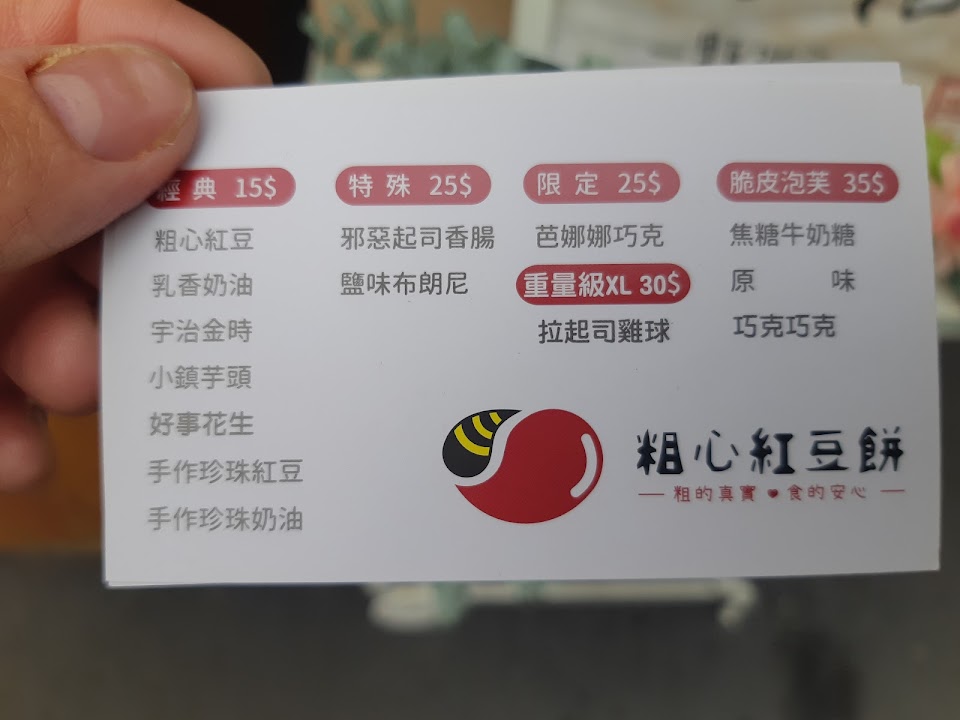 經典 15$
粗心紅豆
乳香奶油
宇治金時
小鎮芋頭
好事花生
手作珍珠紅豆
手作珍珠奶油
特殊 25$
邪惡起司香腸
鹽味布朗尼
限定 25$
芭娜娜巧克
重量級XL 30$
拉起司雞球
脆皮泡芙 35$
焦糖牛奶糖
原 味
巧克巧克
粗心紅豆餅
粗的真實 食的安心